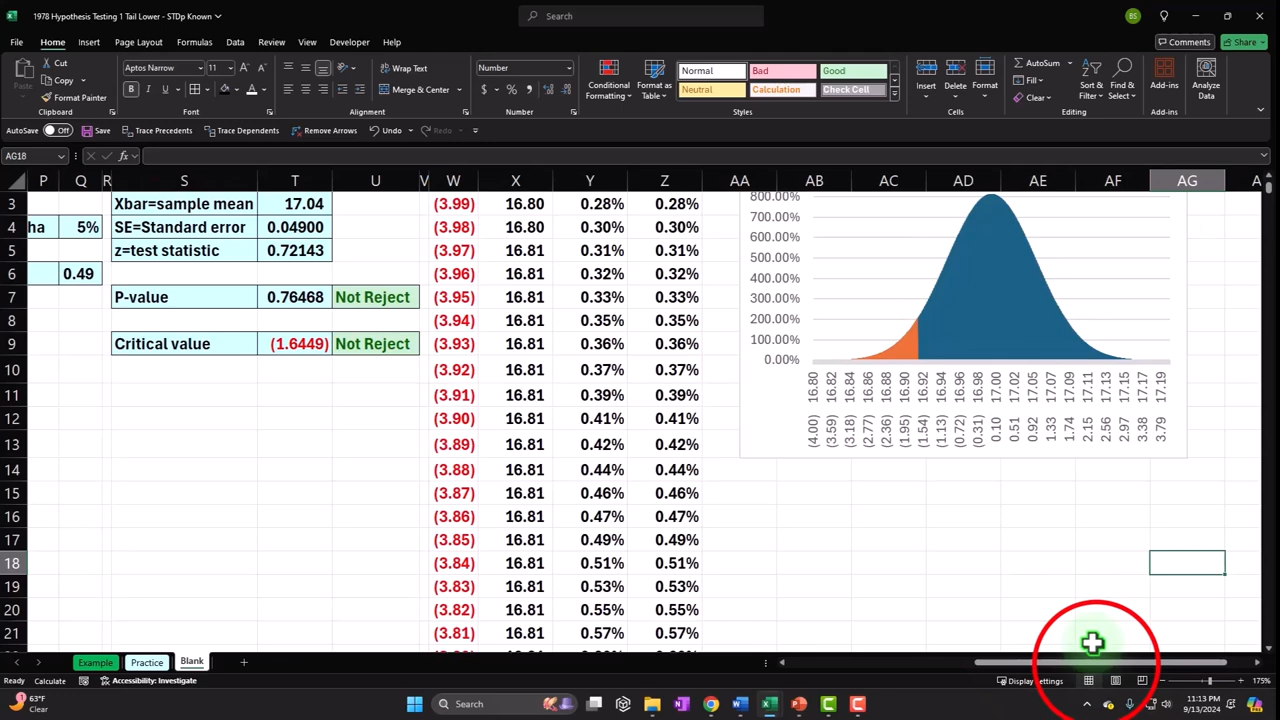 1978 Hypothesis Testing 1 Tail Lower - STDp Known
Search
BS
File Home Insert Page Layout Formulas Data Review View Developer Help
Comments Share
Paste
Cut
Copy
Format Painter
Clipboard
Aptos Narrow 11
B I U
Font
Wrap Text
Merge & Center
Alignment
Number
$ % 9
Number
Conditional Formatting
Format as Table
Normal Bad Good
Neutral Calculation Check Cell
Styles
Insert Delete Format
Cells
AutoSum
Fill
Clear
Sort & Filter
Find & Select
Editing
Add-ins
Add-ins
Analyze Data
AutoSave Off Save Trace Precedents Trace Dependents Remove Arrows Undo Redo
AG18 fx
P Q R S T U V W X Y Z AA AB AC AD AE AF AG A
3 Xbar=sample mean 17.04 (3.99) 16.80 0.28% 0.28%
4 ha 5% SE=Standard error 0.04900 (3.98) 16.80 0.30% 0.30%
5 z=test statistic 0.72143 (3.97) 16.81 0.31% 0.31%
6 0.49 (3.96) 16.81 0.32% 0.32%
7 P-value 0.76468 Not Reject (3.95) 16.81 0.33% 0.33%
8 (3.94) 16.81 0.35% 0.35%
9 Critical value (1.6449) Not Reject (3.93) 16.81 0.36% 0.36%
10 (3.92) 16.81 0.37% 0.37%
11 (3.91) 16.81 0.39% 0.39%
12 (3.90) 16.81 0.41% 0.41%
13 (3.89) 16.81 0.42% 0.42%
14 (3.88) 16.81 0.44% 0.44%
15 (3.87) 16.81 0.46% 0.46%
16 (3.86) 16.81 0.47% 0.47%
17 (3.85) 16.81 0.49% 0.49%
18 (3.84) 16.81 0.51% 0.51%
19 (3.83) 16.81 0.53% 0.53%
20 (3.82) 16.81 0.55% 0.55%
21 (3.81) 16.81 0.57% 0.57%
800.00%
700.00%
600.00%
500.00%
400.00%
300.00%
200.00%
100.00%
0.00%
16.80 16.82 16.84 16.86 16.88 16.90 16.92 16.94 16.96 16.98 17.00 17.02 17.05 17.07 17.09 17.11 17.13 17.15 17.17 17.19
(4.00) (3.59) (3.18) (2.77) (2.36) (1.95) (1.54) (1.13) (0.72) (0.31) 0.10 0.51 0.92 1.33 1.74 2.15 2.56 2.97 3.38 3.79
Example Practice Blank
Ready Calculate Accessibility: Investigate Display Settings 175%
1
63°F
Clear
Search
11:13 PM
9/13/2024